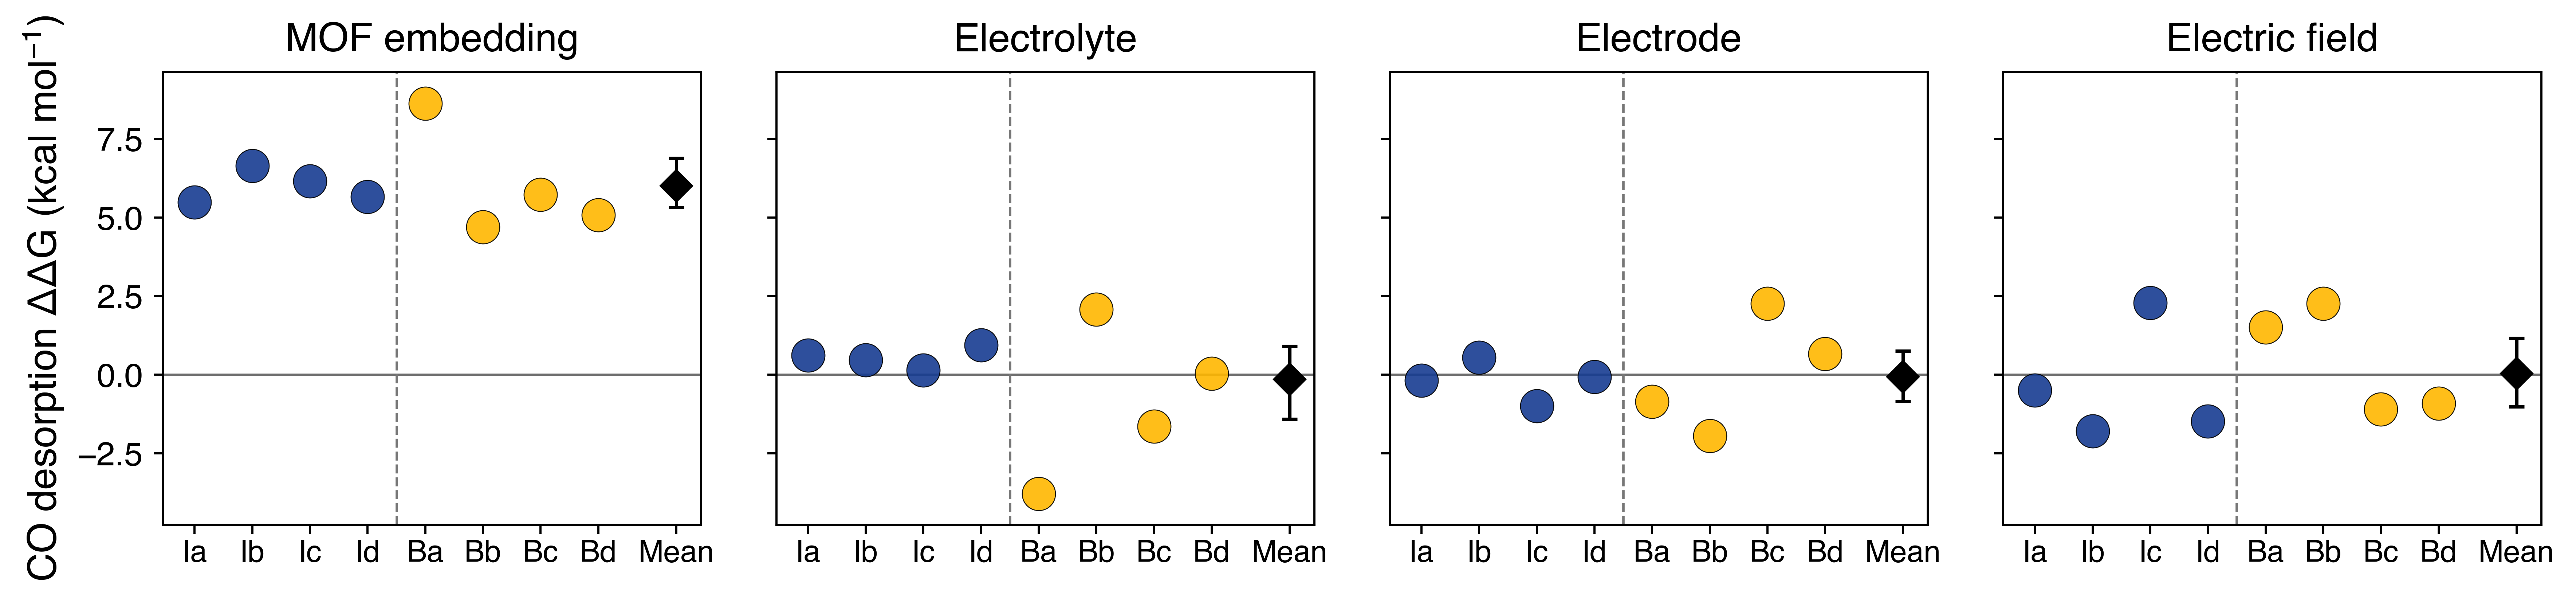 MOF embedding
Electrolyte
Electrode
Electric field
CO desorption ΔΔG (kcal mol⁻¹)
7.5
5.0
2.5
0.0
−2.5
Ia Ib Ic Id Ba Bb Bc Bd Mean
Ia Ib Ic Id Ba Bb Bc Bd Mean
Ia Ib Ic Id Ba Bb Bc Bd Mean
Ia Ib Ic Id Ba Bb Bc Bd Mean